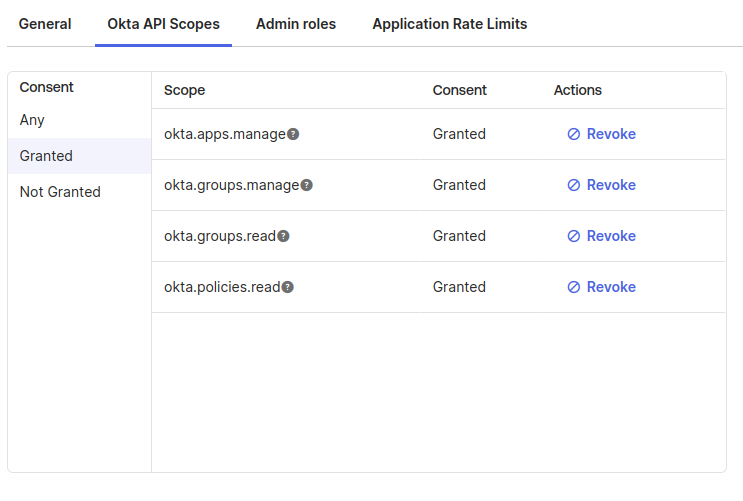 General Okta API Scopes Admin roles Application Rate Limits
Consent
Any
Granted
Not Granted
Scope Consent Actions
okta.apps.manage ? Granted Revoke
okta.groups.manage ? Granted Revoke
okta.groups.read ? Granted Revoke
okta.policies.read ? Granted Revoke